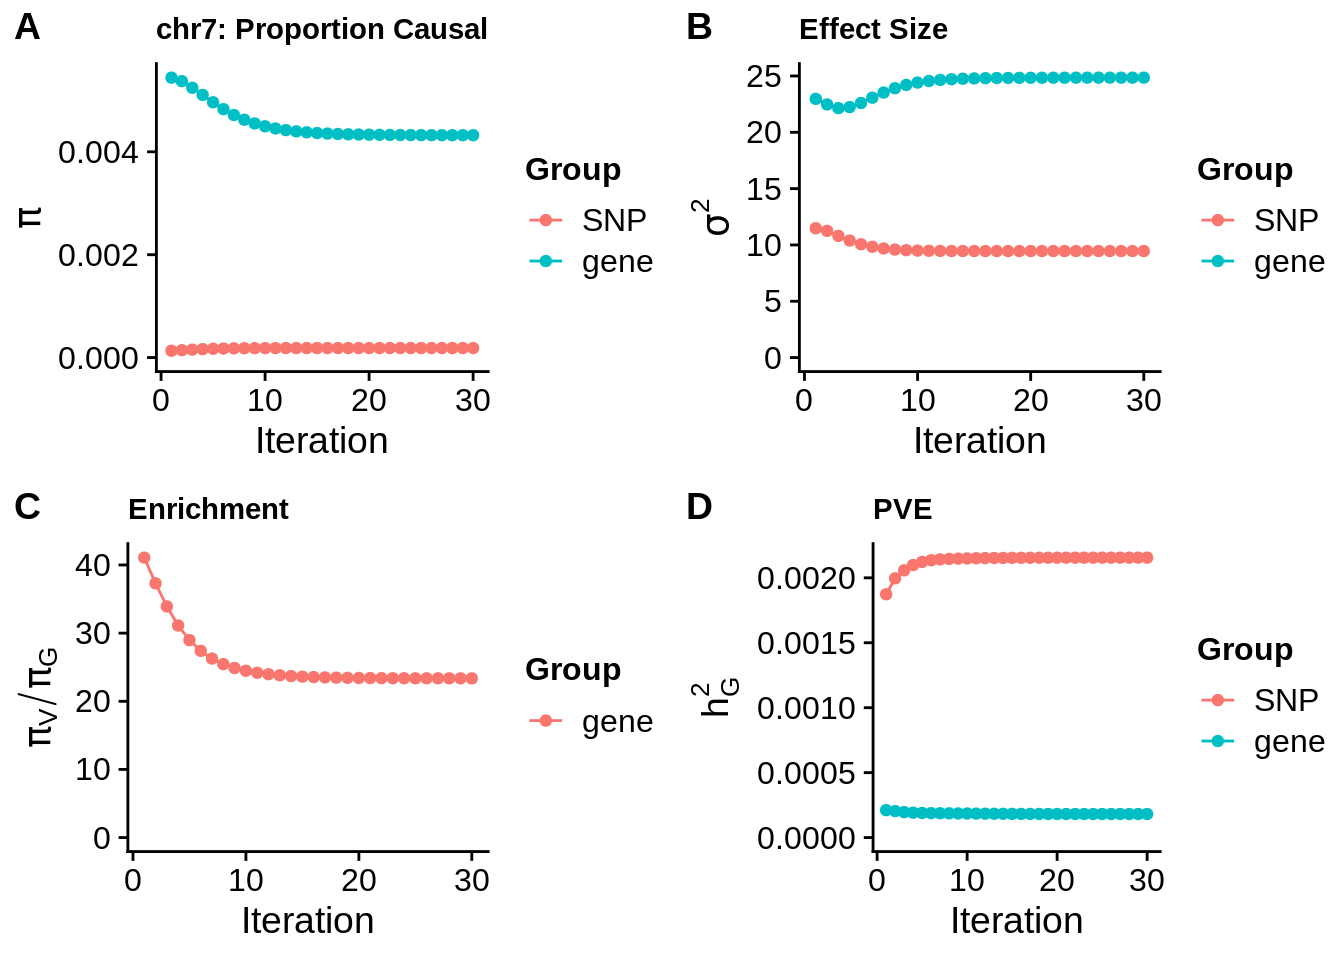 A
chr7: Proportion Causal
π
0.004
0.002
0.000
0
10
20
30
Iteration
Group
SNP
gene
B
Effect Size
σ²
25
20
15
10
5
0
0
10
20
30
Iteration
Group
SNP
gene
C
Enrichment
π_V/π_G
40
30
20
10
0
0
10
20
30
Iteration
Group
gene
D
PVE
h²_G
0.0020
0.0015
0.0010
0.0005
0.0000
0
10
20
30
Iteration
Group
SNP
gene